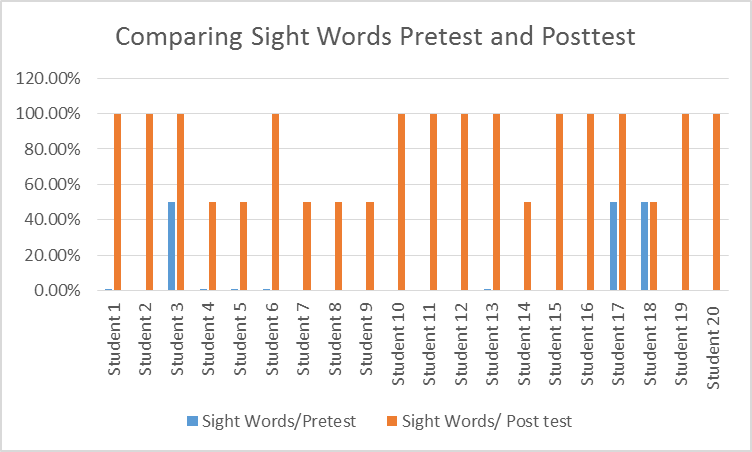 Comparing Sight Words Pretest and Posttest
120.00%
100.00%
80.00%
60.00%
40.00%
20.00%
0.00%
Student 1
Student 2
Student 3
Student 4
Student 5
Student 6
Student 7
Student 8
Student 9
Student 10
Student 11
Student 12
Student 13
Student 14
Student 15
Student 16
Student 17
Student 18
Student 19
Student 20
Sight Words/Pretest
Sight Words/ Post test